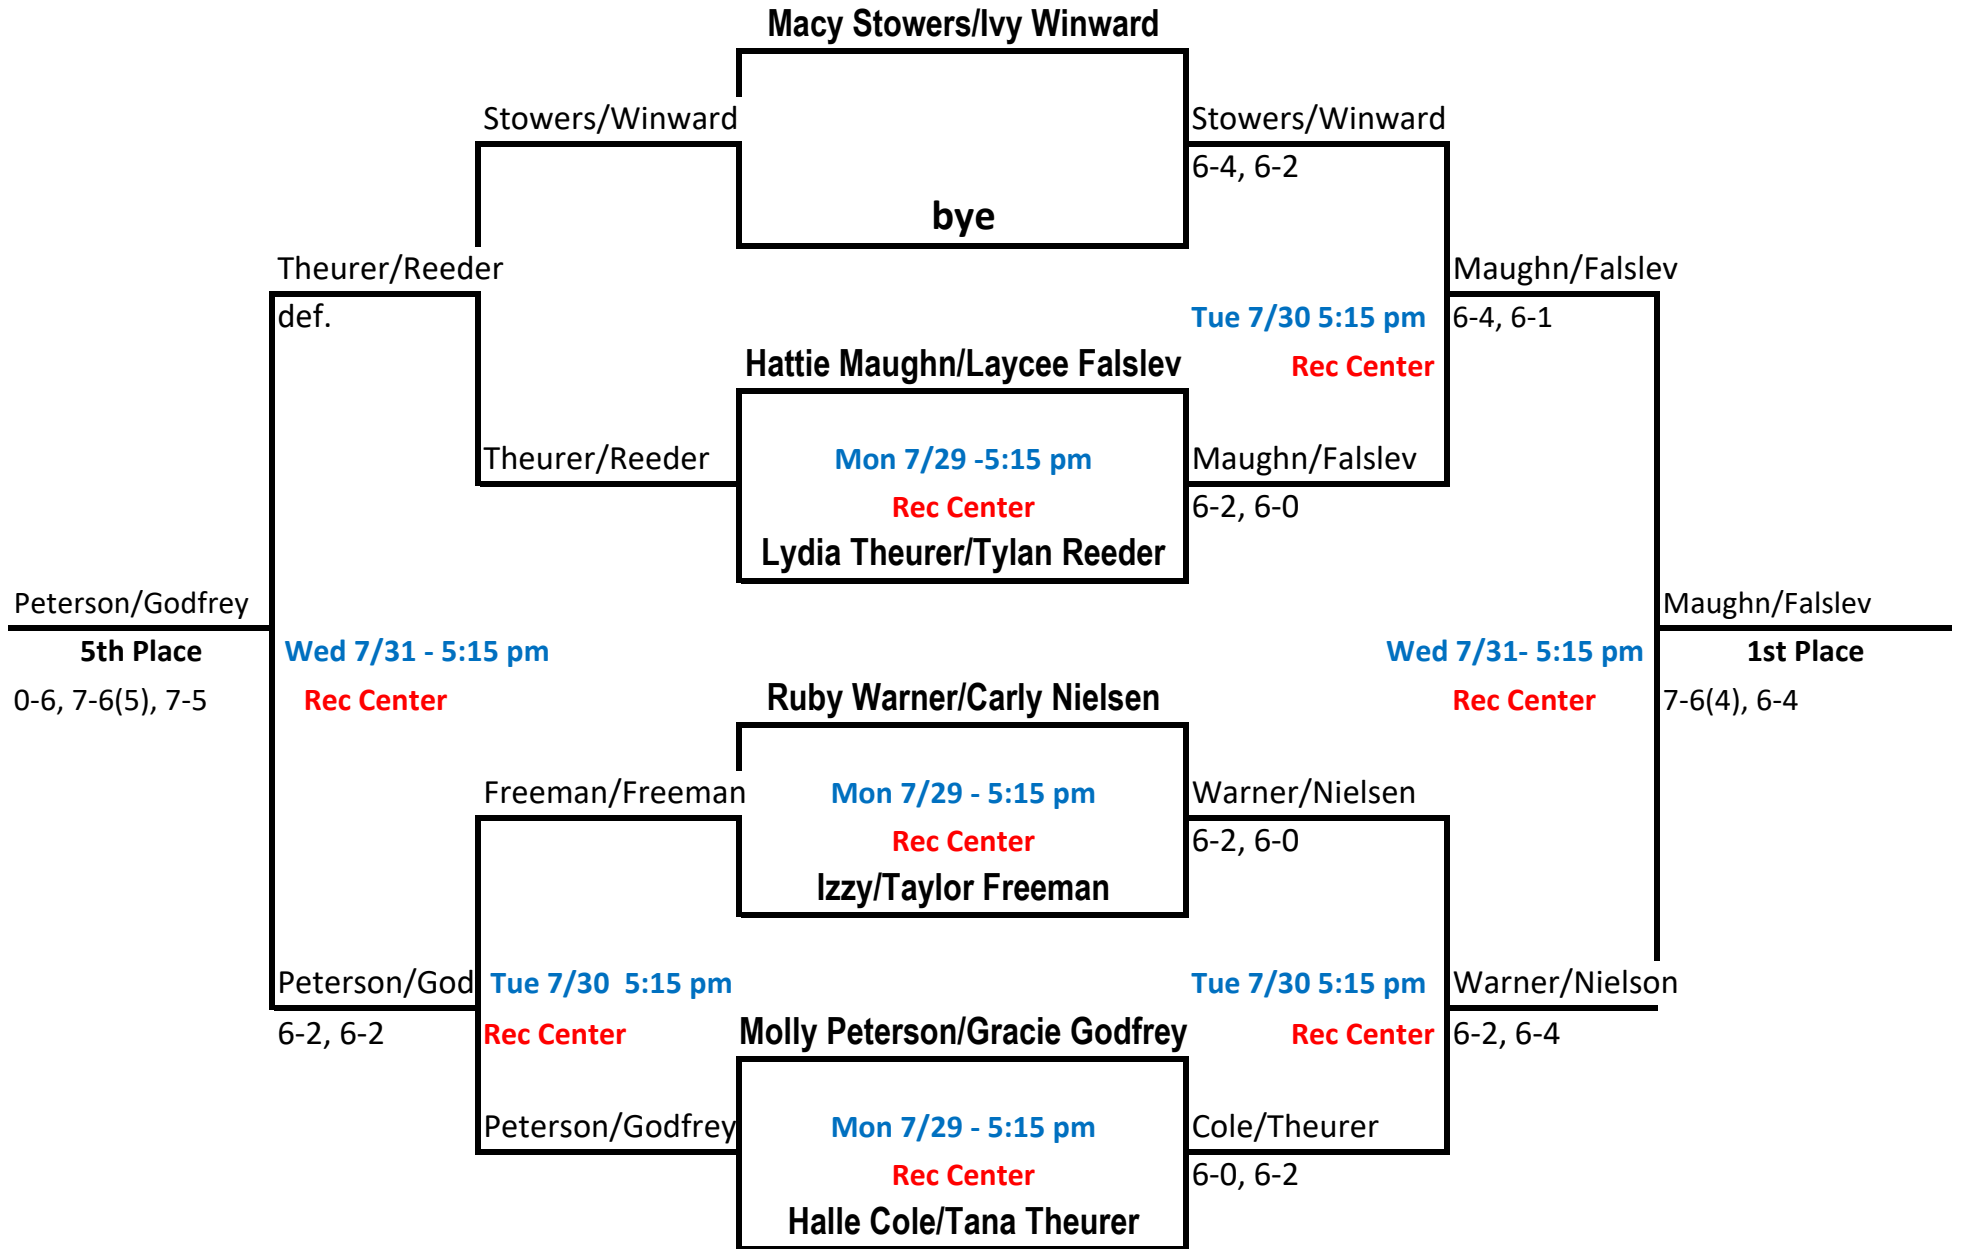 Macy Stowers/Ivy Winward
Stowers/Winward
Stowers/Winward
6-4, 6-2
bye
Theurer/Reeder
Maughn/Falslev
def.
Tue 7/30 5:15 pm
6-4, 6-1
Hattie Maughn/Laycee Falslev
Rec Center
Theurer/Reeder
Mon 7/29 -5:15 pm
Maughn/Falslev
Rec Center
6-2, 6-0
Lydia Theurer/Tylan Reeder
Peterson/Godfrey
Maughn/Falslev
5th Place
Wed 7/31 - 5:15 pm
Wed 7/31- 5:15 pm
1st Place
0-6, 7-6(5), 7-5
Rec Center
Ruby Warner/Carly Nielsen
Rec Center
7-6(4), 6-4
Freeman/Freeman
Mon 7/29 - 5:15 pm
Warner/Nielsen
Rec Center
6-2, 6-0
Izzy/Taylor Freeman
Peterson/God
Tue 7/30  5:15 pm
Tue 7/30 5:15 pm
Warner/Nielson
6-2, 6-2
Rec Center
Molly Peterson/Gracie Godfrey
Rec Center
6-2, 6-4
Peterson/Godfrey
Mon 7/29 - 5:15 pm
Cole/Theurer
Rec Center
6-0, 6-2
Halle Cole/Tana Theurer